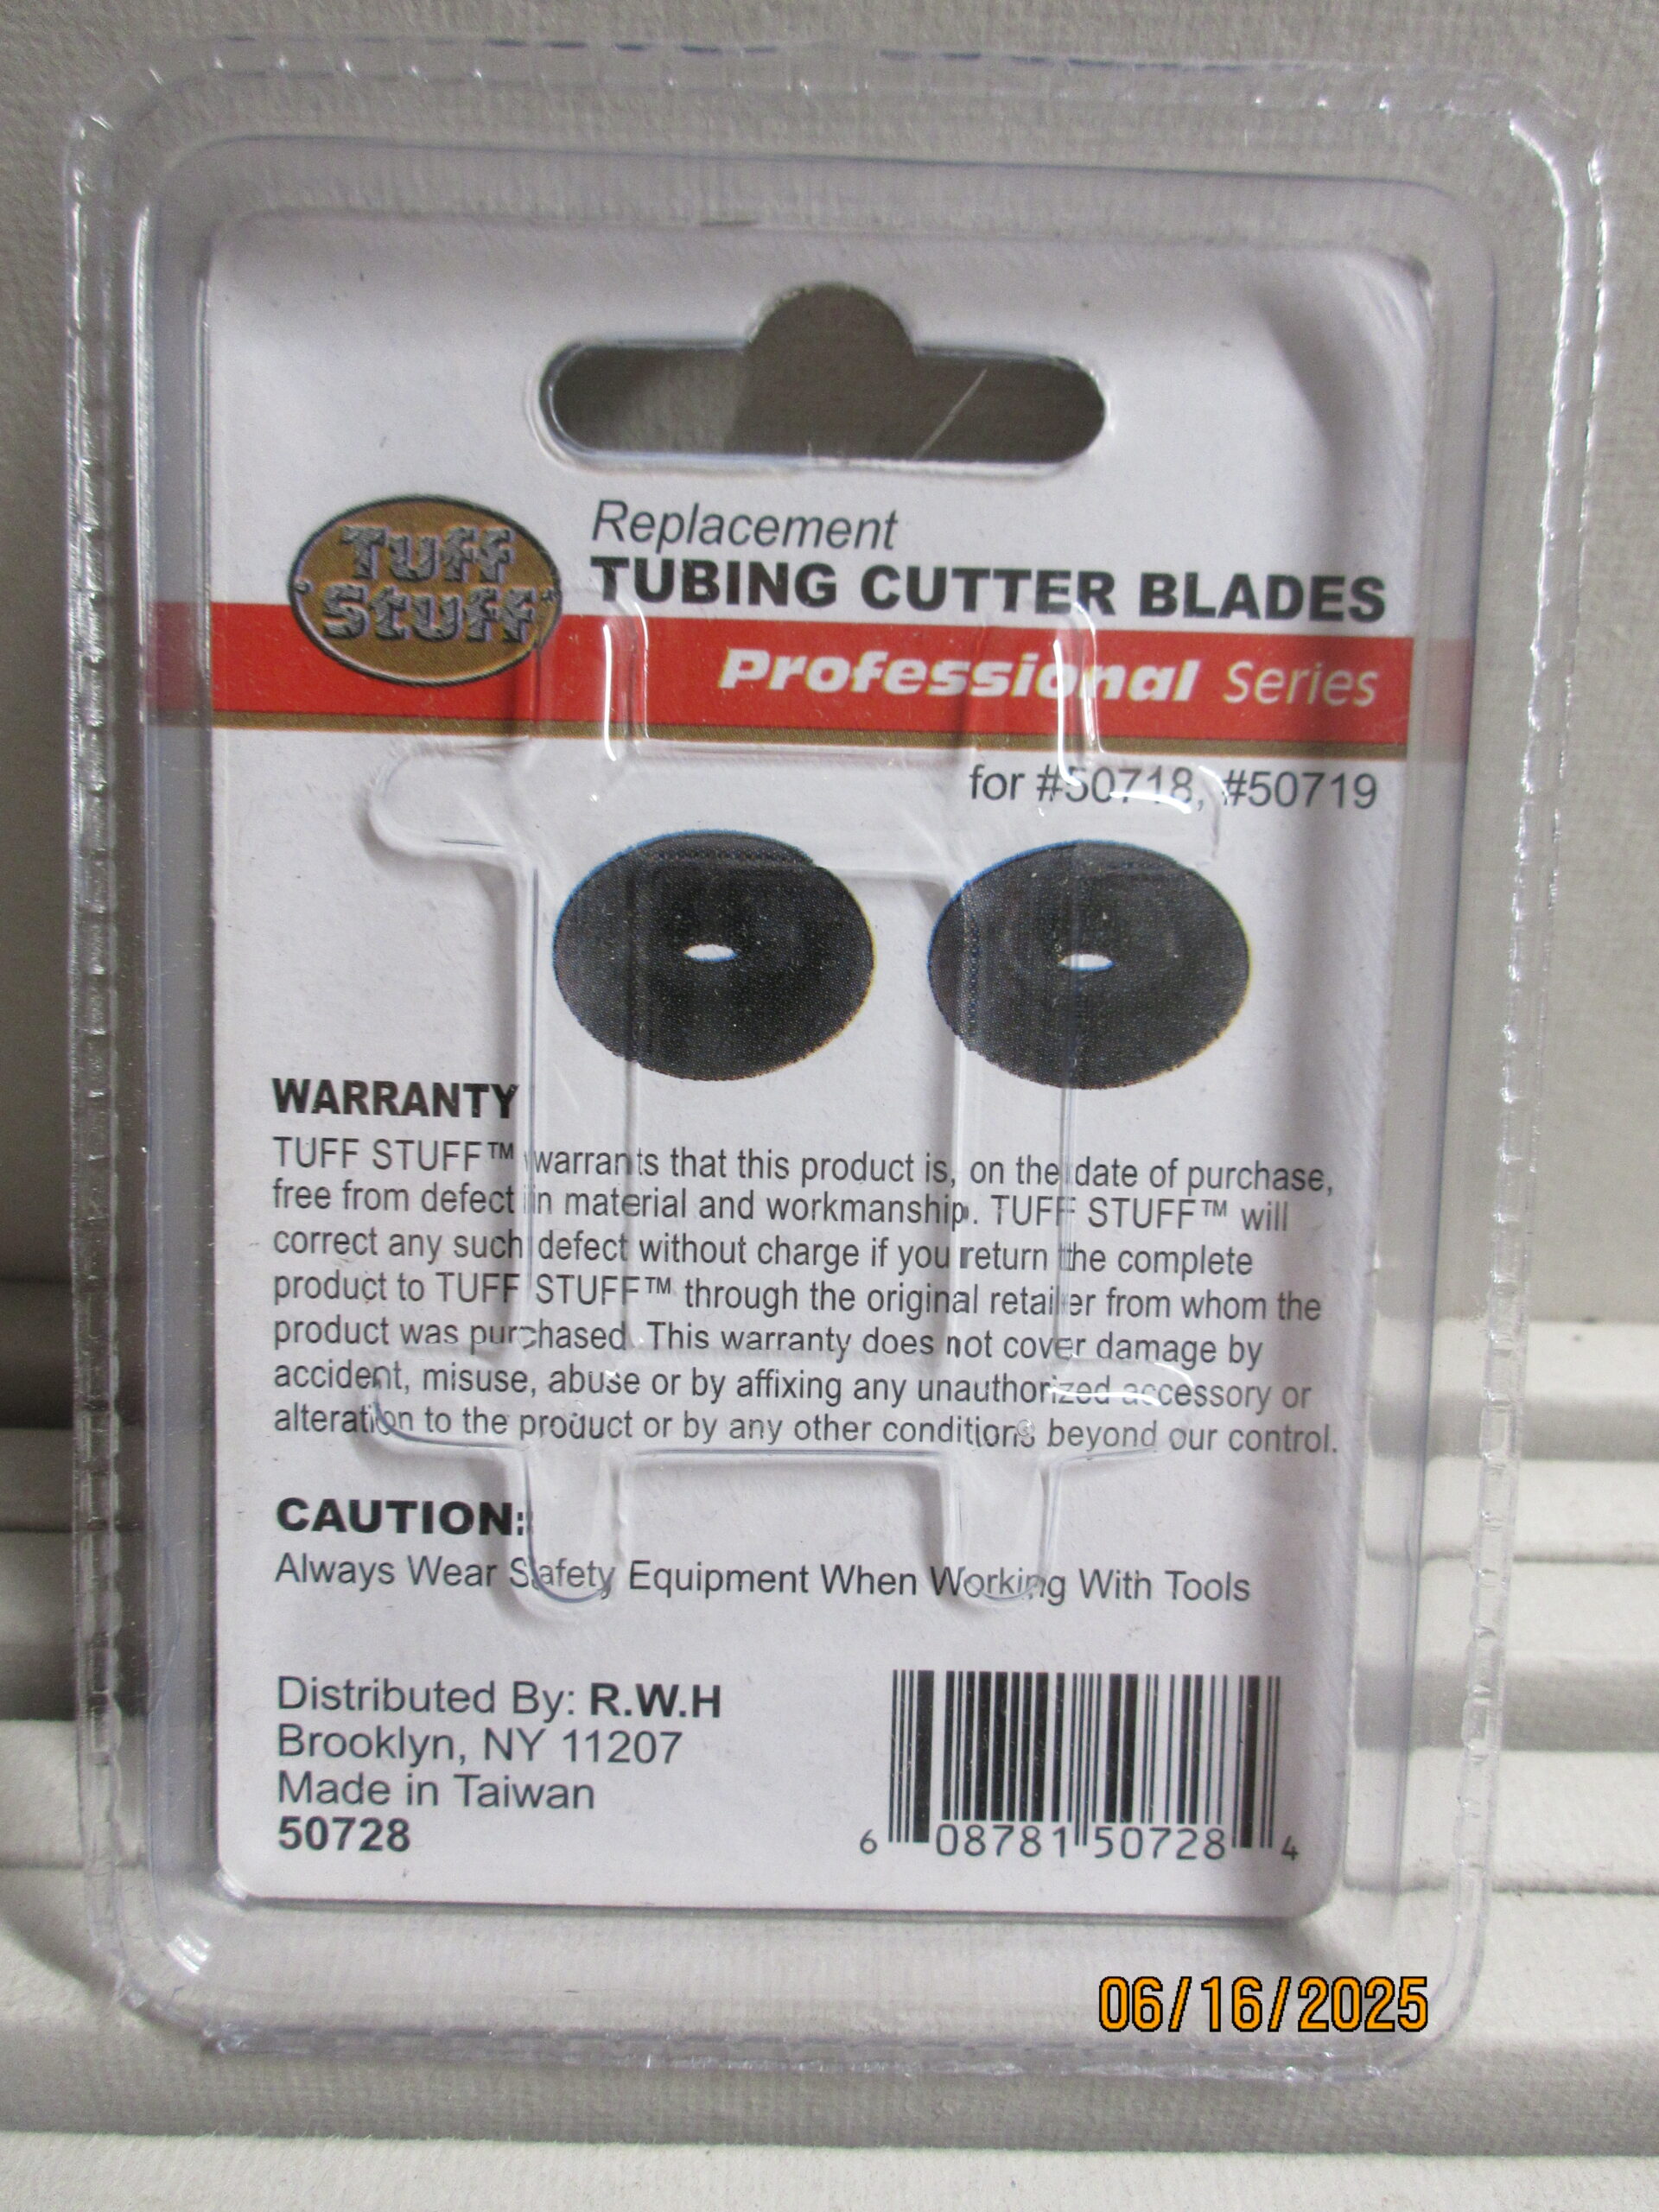 Tuff
Stuff
Replacement
TUBING CUTTER BLADES
Professional Series
for #50718, #50719
WARRANTY
TUFF STUFF™ warrants that this product is, on the date of purchase,
free from defect in material and workmanship. TUFF STUFF™ will
correct any such defect without charge if you return the complete
product to TUFF STUFF™ through the original retailer from whom the
product was purchased. This warranty does not cover damage by
accident, misuse, abuse or by affixing any unauthorized accessory or
alteration to the product or by any other conditions beyond our control.
CAUTION:
Always Wear Safety Equipment When Working With Tools
Distributed By: R.W.H
Brooklyn, NY 11207
Made in Taiwan
50728
6 08781 50728 4
06/16/2025